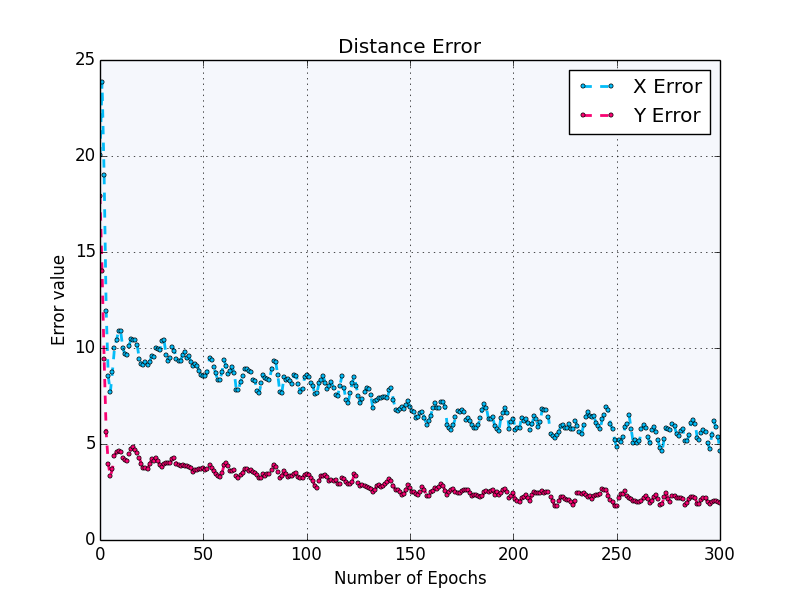 Distance Error
X Error
Y Error
Error value
25
20
15
10
5
0
0 50 100 150 200 250 300
Number of Epochs